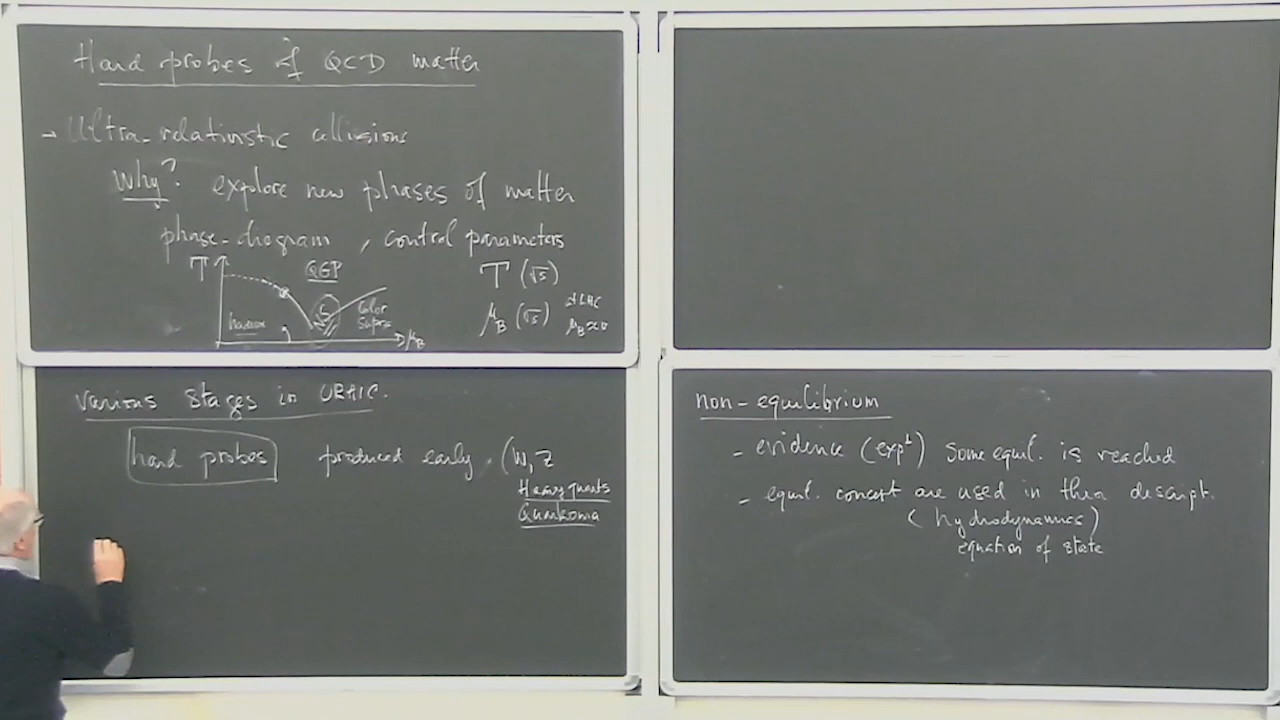 Hard probes of QCD matter
→ Ultra-relativistic collisions
Why? explore new phases of matter
phase-diagram, control parameters
T QGP T (√s)
hadron Color μB (√s) at LHC
Supra μB ≈ 0
μB
various stages in URHIC.
hard probes produced early, (W, Z
Heavy quarks
Quarkonia
non-equilibrium
- evidence (expt) some equil. is reached
- equil. concept are used in their descript.
(hydrodynamics)
equation of state